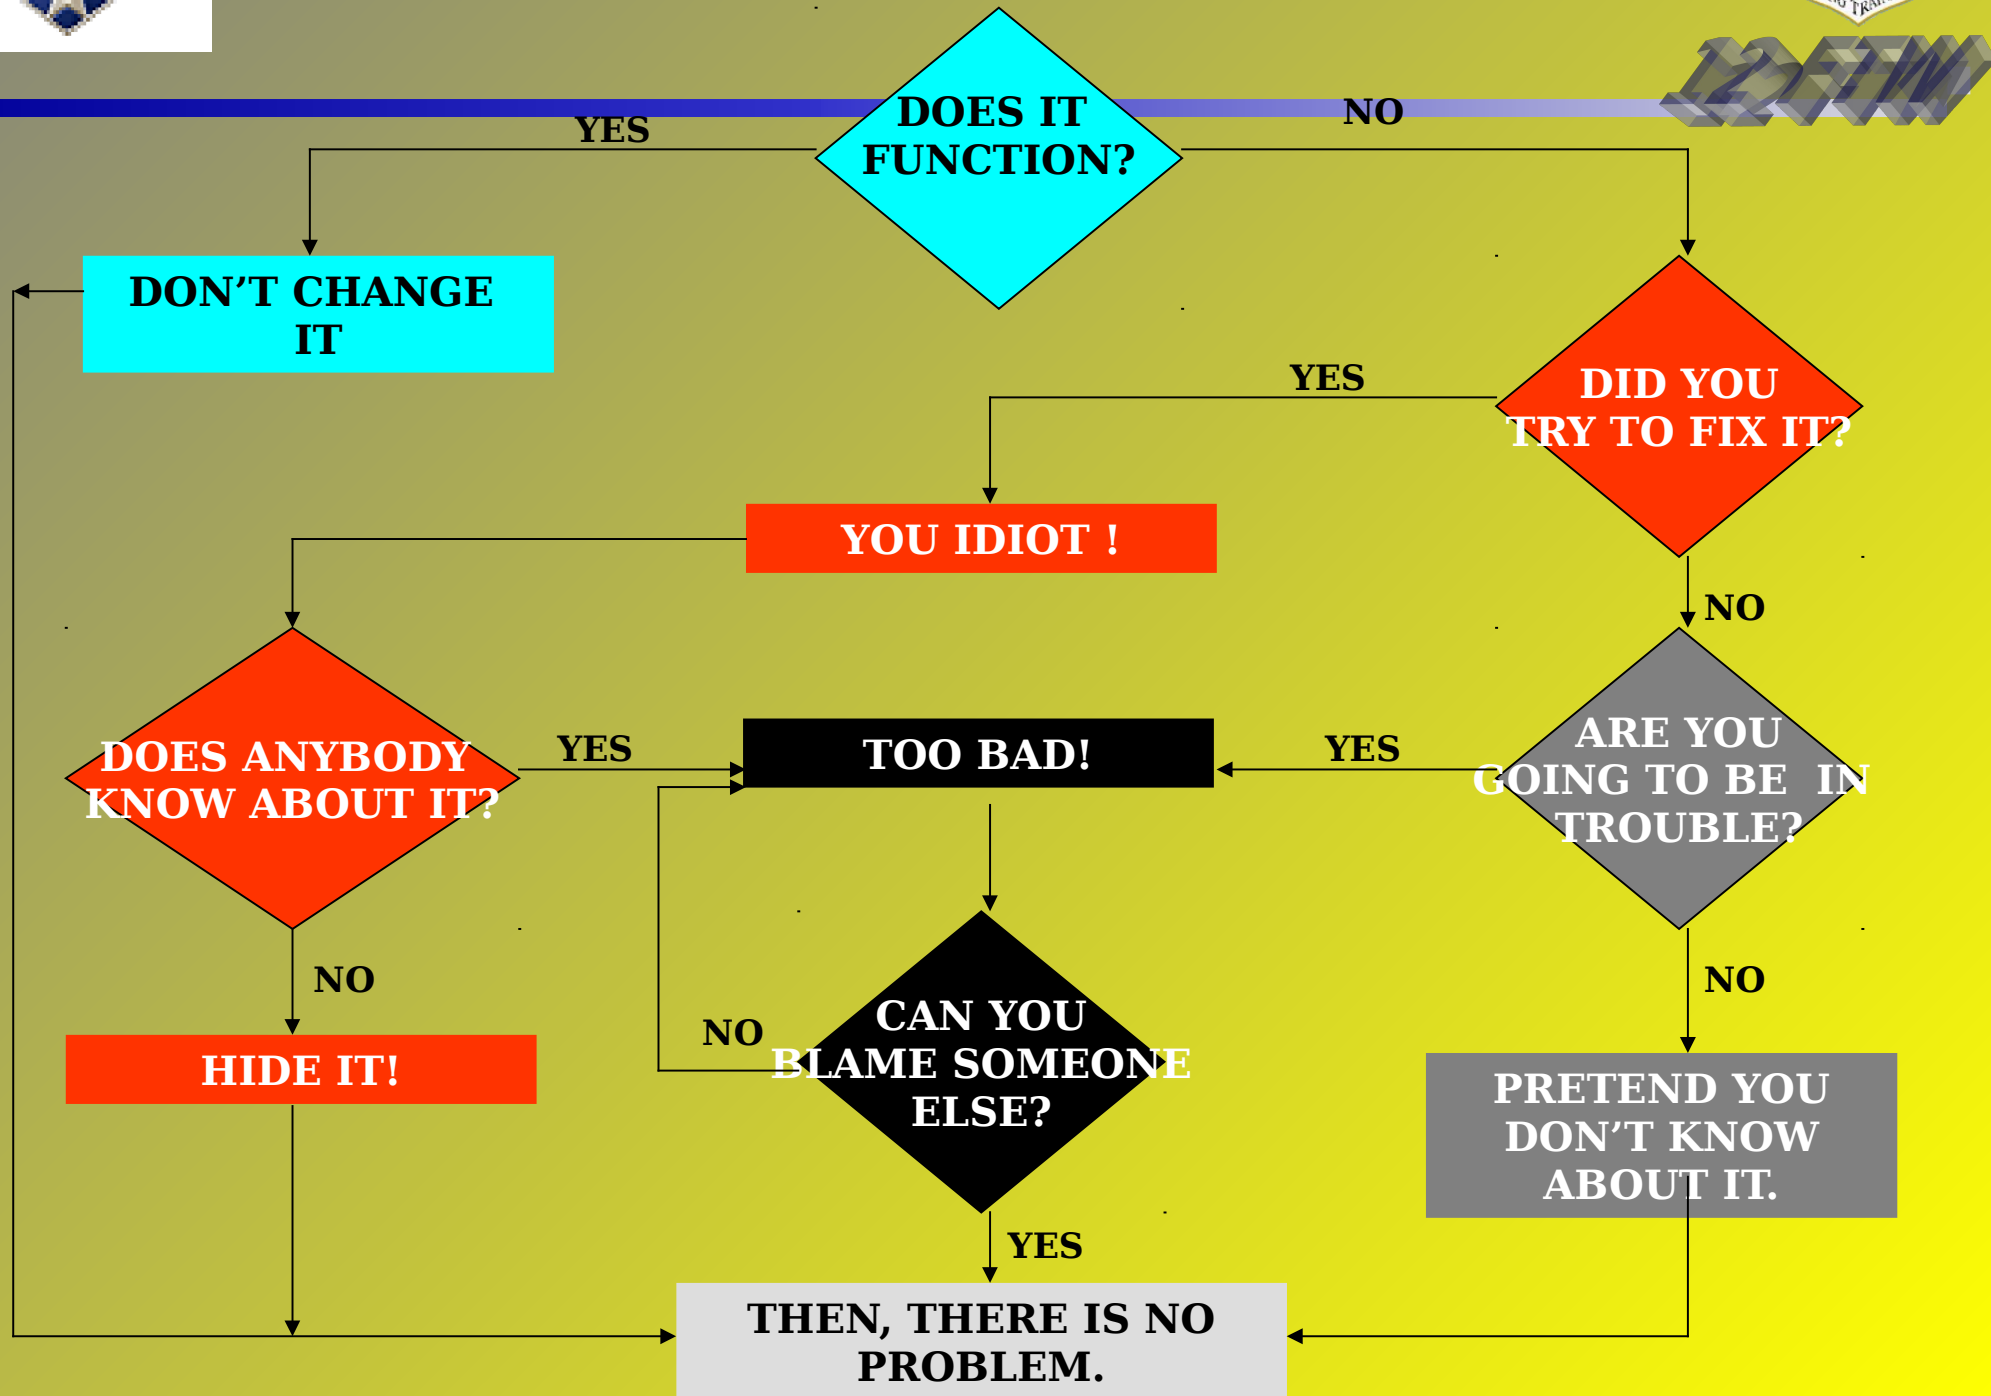 12 FTW
DOES IT
FUNCTION?
YES
NO
DON’T CHANGE
IT
DID YOU
TRY TO FIX IT?
YES
YOU IDIOT !
NO
DOES ANYBODY
KNOW ABOUT IT?
YES
TOO BAD!
YES
ARE YOU
GOING TO BE  IN
TROUBLE?
NO
NO
NO
CAN YOU
BLAME SOMEONE
ELSE?
HIDE IT!
PRETEND YOU
DON’T KNOW
ABOUT IT.
YES
THEN, THERE IS NO
PROBLEM.